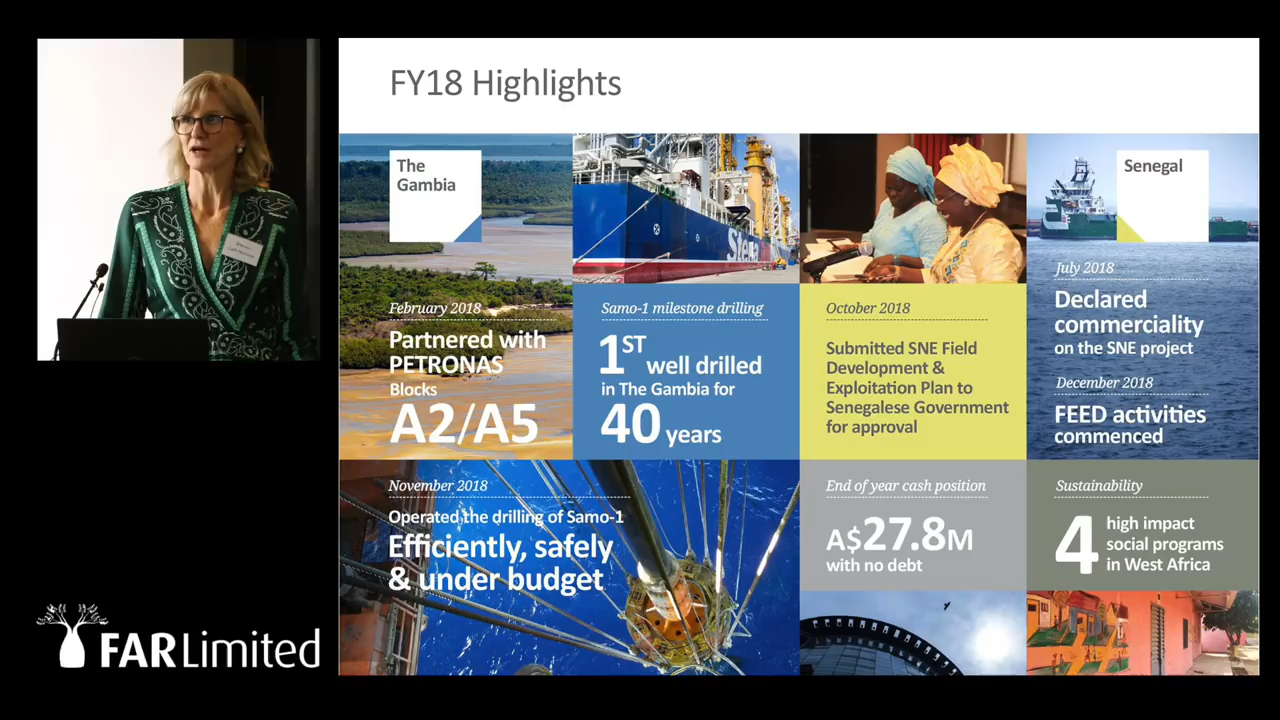 FY18 Highlights
The
Gambia
February 2018
Partnered with
PETRONAS
Blocks
A2/A5
Samo-1 milestone drilling
1ST well drilled
in The Gambia for
40 years
October 2018
Submitted SNE Field
Development &
Exploitation Plan to
Senegalese Government
for approval
Senegal
July 2018
Declared
commerciality
on the SNE project
December 2018
FEED activities
commenced
November 2018
Operated the drilling of Samo-1
Efficiently, safely
& under budget
End of year cash position
A$27.8M
with no debt
Sustainability
4 high impact
social programs
in West Africa
FARLimited